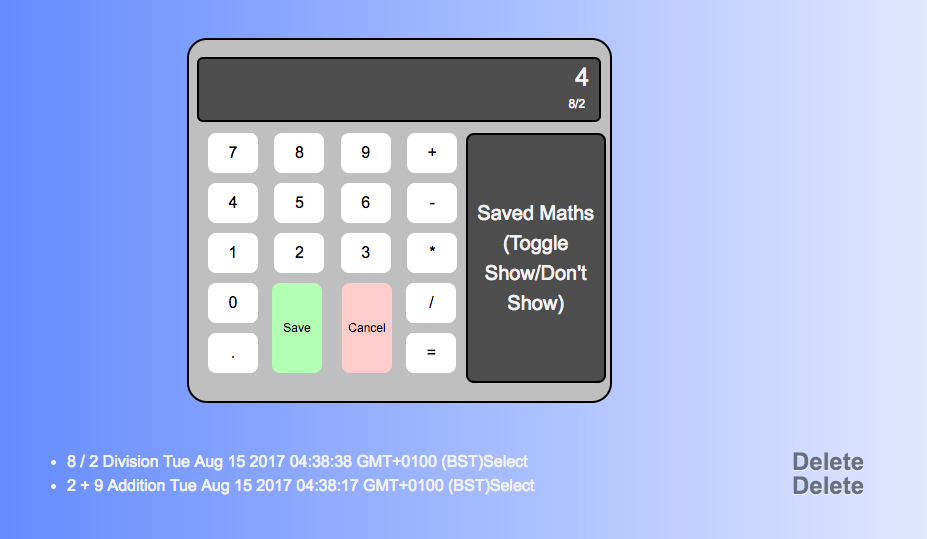 4
8/2
7 8 9 +
4 5 6 -
1 2 3 *
0 Save Cancel /
. =
Saved Maths
(Toggle
Show/Don't
Show)
8 / 2 Division Tue Aug 15 2017 04:38:38 GMT+0100 (BST)Select Delete
2 + 9 Addition Tue Aug 15 2017 04:38:17 GMT+0100 (BST)Select Delete